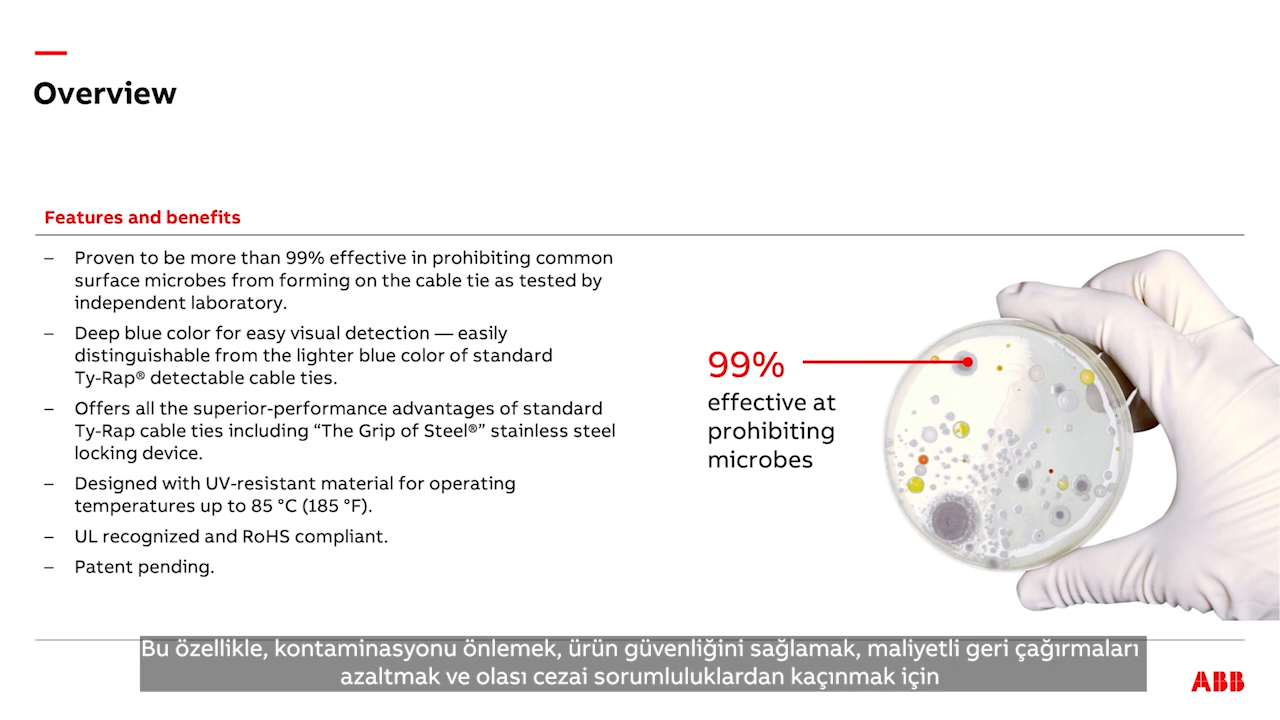 Overview
Features and benefits
– Proven to be more than 99% effective in prohibiting common
surface microbes from forming on the cable tie as tested by
independent laboratory.
– Deep blue color for easy visual detection — easily
distinguishable from the lighter blue color of standard
Ty-Rap® detectable cable ties.
– Offers all the superior-performance advantages of standard
Ty-Rap cable ties including “The Grip of Steel®” stainless steel
locking device.
– Designed with UV-resistant material for operating
temperatures up to 85 °C (185 °F).
– UL recognized and RoHS compliant.
– Patent pending.
99%
effective at
prohibiting
microbes
Bu özellikle, kontaminasyonu önlemek, ürün güvenliğini sağlamak, maliyetli geri çağırmaları
azaltmak ve olası cezai sorumluluklardan kaçınmak için
ABB